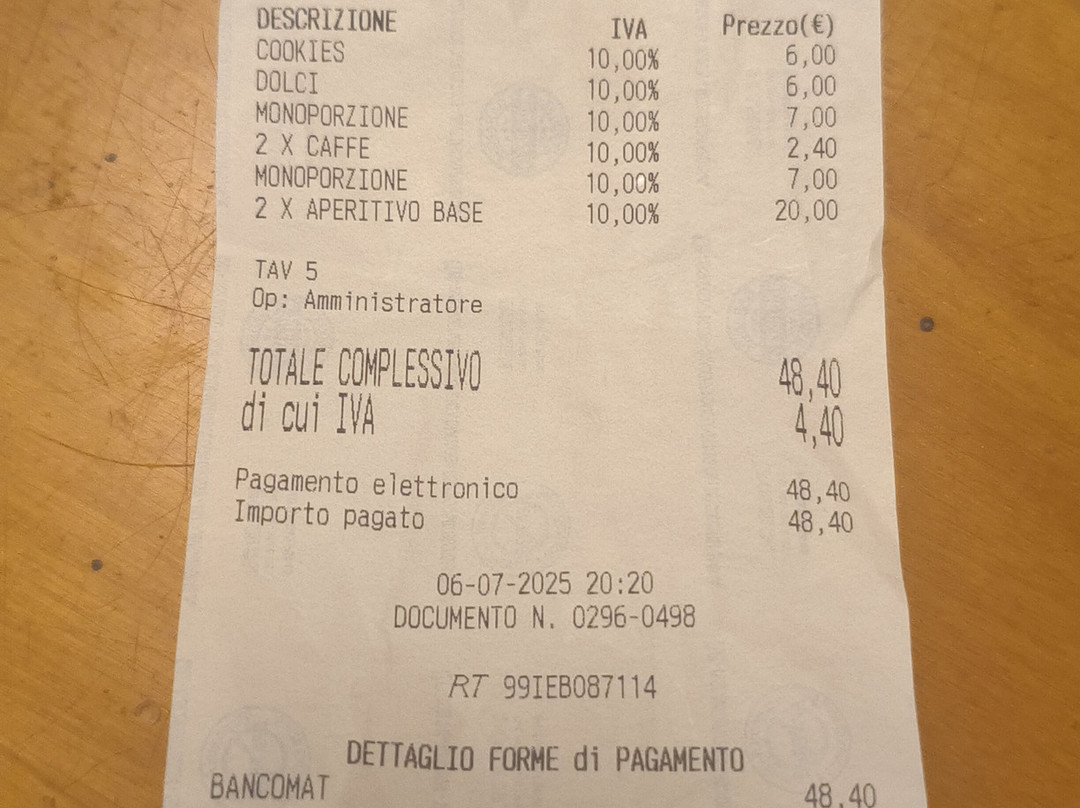 DESCRIZIONE IVA Prezzo(€)
COOKIES 10,00% 6,00
DOLCI 10,00% 6,00
MONOPORZIONE 10,00% 7,00
2 X CAFFE 10,00% 2,40
MONOPORZIONE 10,00% 7,00
2 X APERITIVO BASE 10,00% 20,00
TAV 5
Op: Amministratore
TOTALE COMPLESSIVO 48,40
di cui IVA 4,40
Pagamento elettronico 48,40
Importo pagato 48,40
06-07-2025 20:20
DOCUMENTO N. 0296-0498
RT 99IEB087114
DETTAGLIO FORME di PAGAMENTO
BANCOMAT 48,40